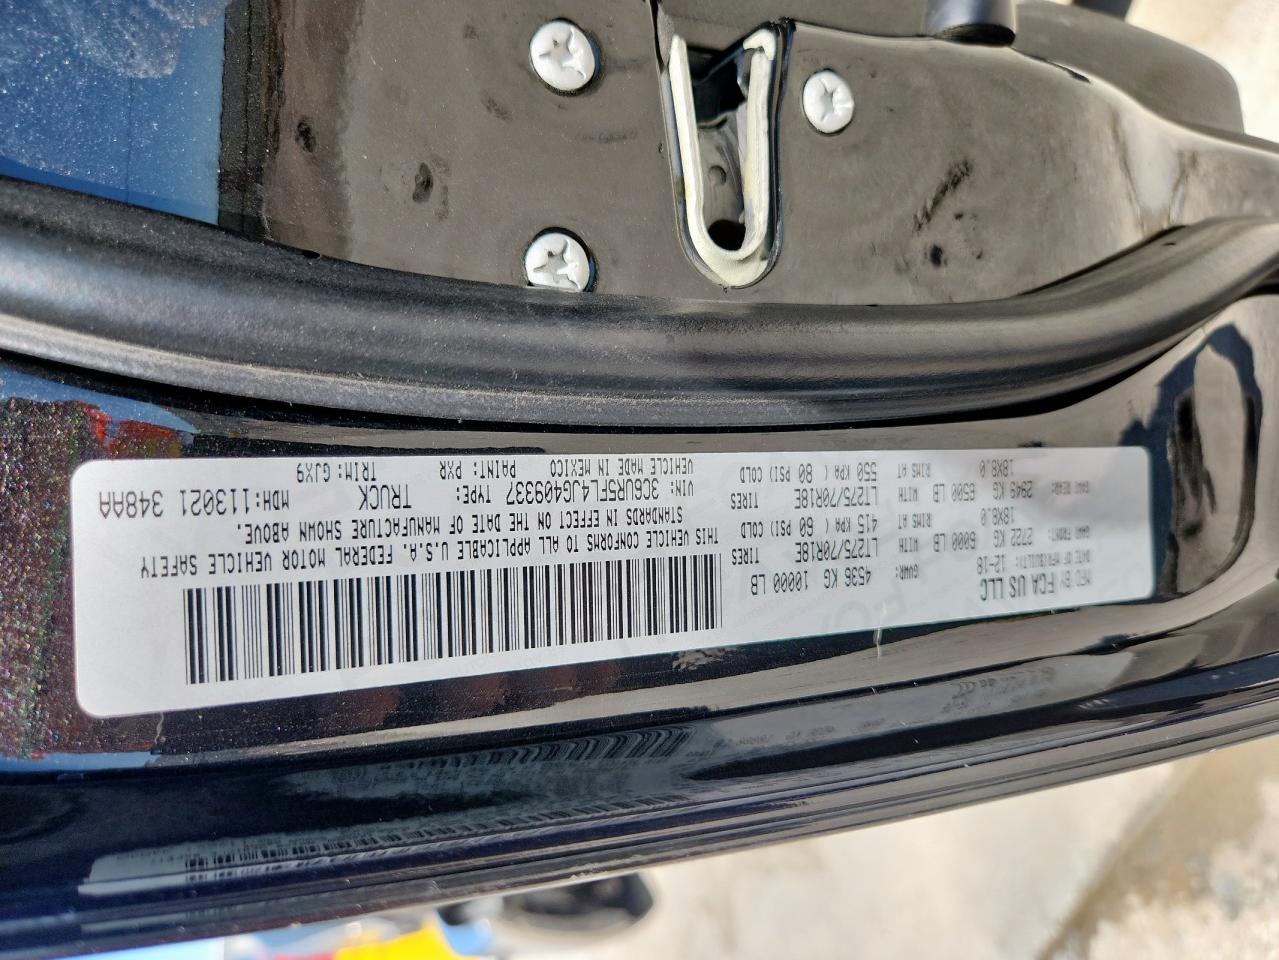 MFD BY FCA US LLC
DATE OF MFR(BUILT): 12-18
GVWR: 4536 KG 10000 LB
GAWR FRONT: 2722 KG 6000 LB WITH TIRES LT275/70R18E
18X8.0 RIMS AT 415 KPA ( 60 PSI) COLD
GAWR REAR: 2949 KG 6500 LB WITH TIRES LT275/70R18E
18X8.0 RIMS AT 550 KPA ( 80 PSI) COLD
THIS VEHICLE CONFORMS TO ALL APPLICABLE U.S.A. FEDERAL MOTOR VEHICLE SAFETY
STANDARDS IN EFFECT ON THE DATE OF MANUFACTURE SHOWN ABOVE.
VIN: 3C6UR5FL4JG409337 TYPE: TRUCK MDH:113021 348AA
VEHICLE MADE IN MEXICO PAINT: PXR TRIM: GJX9